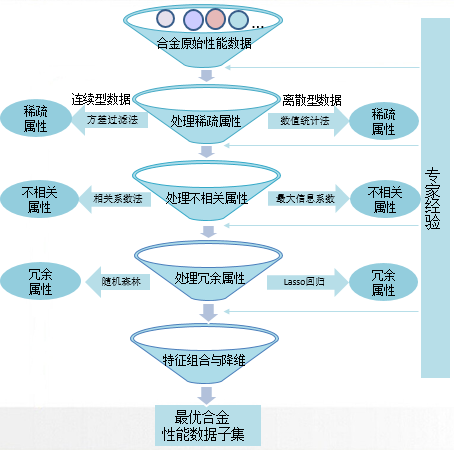 ...
合金原始性能数据
连续型数据
离散型数据
稀疏
属性
方差过滤法
处理稀疏属性
数值统计法
稀疏
属性
不相关
属性
相关系数法
处理不相关属性
最大信息系数
不相关
属性
冗余
属性
随机森林
处理冗余属性
Lasso回归
冗余
属性
特征组合与降维
最优合金
性能数据子集
专家经验